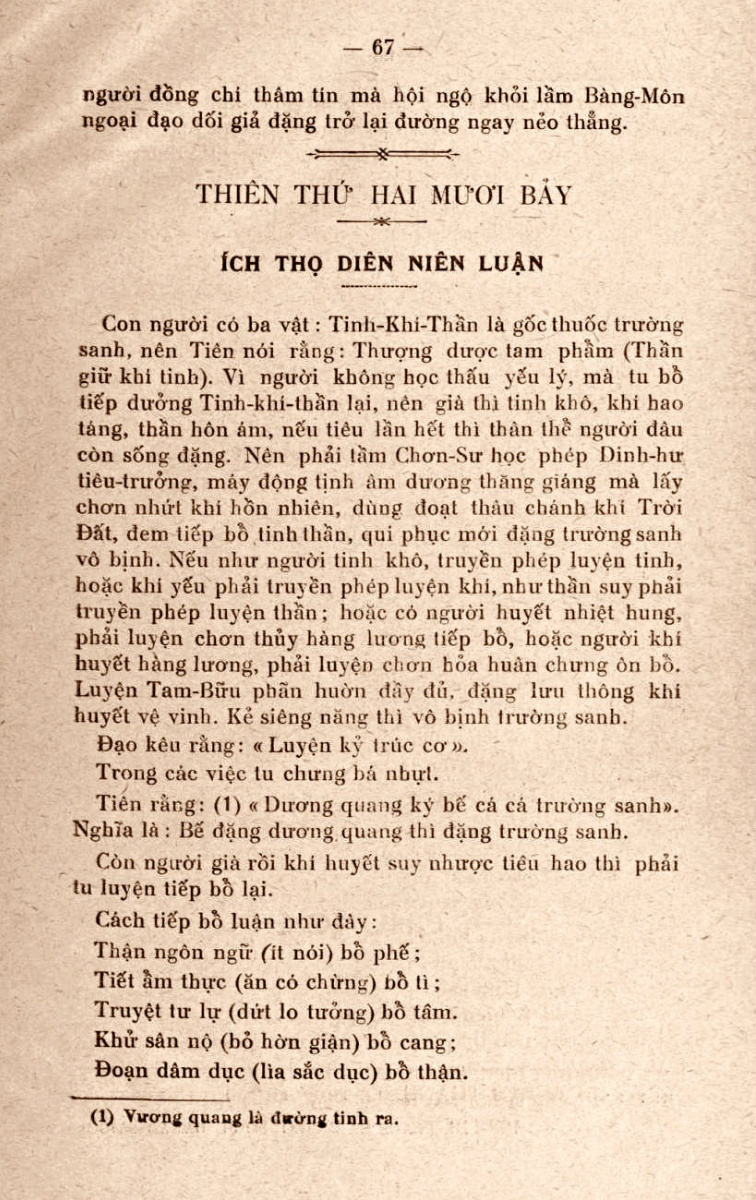 — 67 —
người đồng chi thâm tin mà hội ngộ khỏi lầm Bàng-Môn
ngoại đạo dối giả đặng trở lại đường ngay nẻo thẳng.
THIÊN THỨ HAI MƯƠI BẢY
ÍCH THỌ DIÊN NIÊN LUẬN
Con người có ba vật : Tinh-Khí-Thần là gốc thuốc trường
sanh, nên Tiên nói rằng : Thượng dược tam phầm (Thần
giữ khí tinh). Vì người không học thấu yếu lý, mà tu bồ
tiếp dưởng Tinh-khí-thần lại, nên già thì tinh khô, khí hao
táng, thần hôn ám, nếu tiêu lần hết thì thân thể người đâu
còn sống đặng. Nên phải tầm Chơn-Sư học phép Dinh-hư
tiêu-trưởng, máy động tịnh âm dương thăng giáng mà lấy
chơn nhứt khí hồn nhiên, dùng đoạt thâu chánh khí Trời
Đất, đem tiếp bồ tinh thần, qui phục mới đặng trường sanh
vô bịnh. Nếu như người tinh khô, truyền phép luyện tinh,
hoặc khí yếu phải truyền phép luyện khí, như thần suy phải
truyền phép luyện thần ; hoặc có người huyết nhiệt hung,
phải luyện chơn thủy hàng lương tiếp bồ, hoặc người khí
huyết hàng lương, phải luyện chơn hỏa huân chưng ôn bồ.
Luyện Tam-Bữu phãn huờn đầy đủ, đặng lưu thông khí
huyết vệ vinh. Kẻ siêng năng thì vô bịnh trường sanh.
Đạo kêu rằng : « Luyện kỷ trúc cơ ».
Trong các việc tu chưng bá nhựt.
Tiên rằng : (1) « Dương quang ký bế cá cá trường sanh».
Nghĩa là : Bế đặng dương quang thì đặng trường sanh.
Còn người già rồi khí huyết suy nhược tiêu hao thì phải
tu luyện tiếp bồ lại.
Cách tiếp bồ luận như đây :
Thận ngôn ngữ (ít nói) bồ phế ;
Tiết ầm thực (ăn có chừng) bồ tì ;
Truyệt tư lự (dứt lo tưởng) bồ tâm.
Khử sân nộ (bỏ hờn giận) bồ cang ;
Đoạn dâm dục (lìa sắc dục) bồ thận.
(1) Vương quang là đường tinh ra.